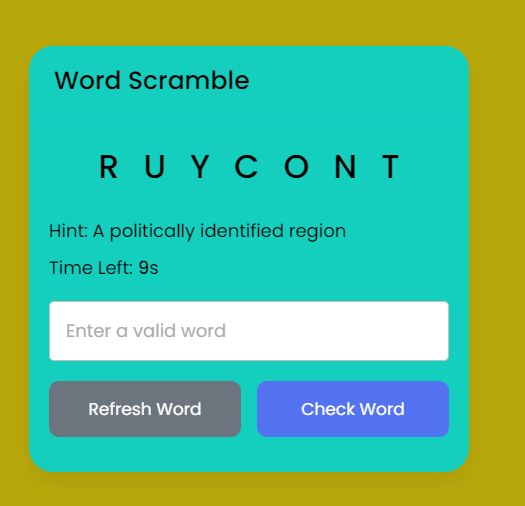 Word Scramble
R U Y C O N T
Hint: A politically identified region
Time Left: 9s
Enter a valid word
Refresh Word Check Word